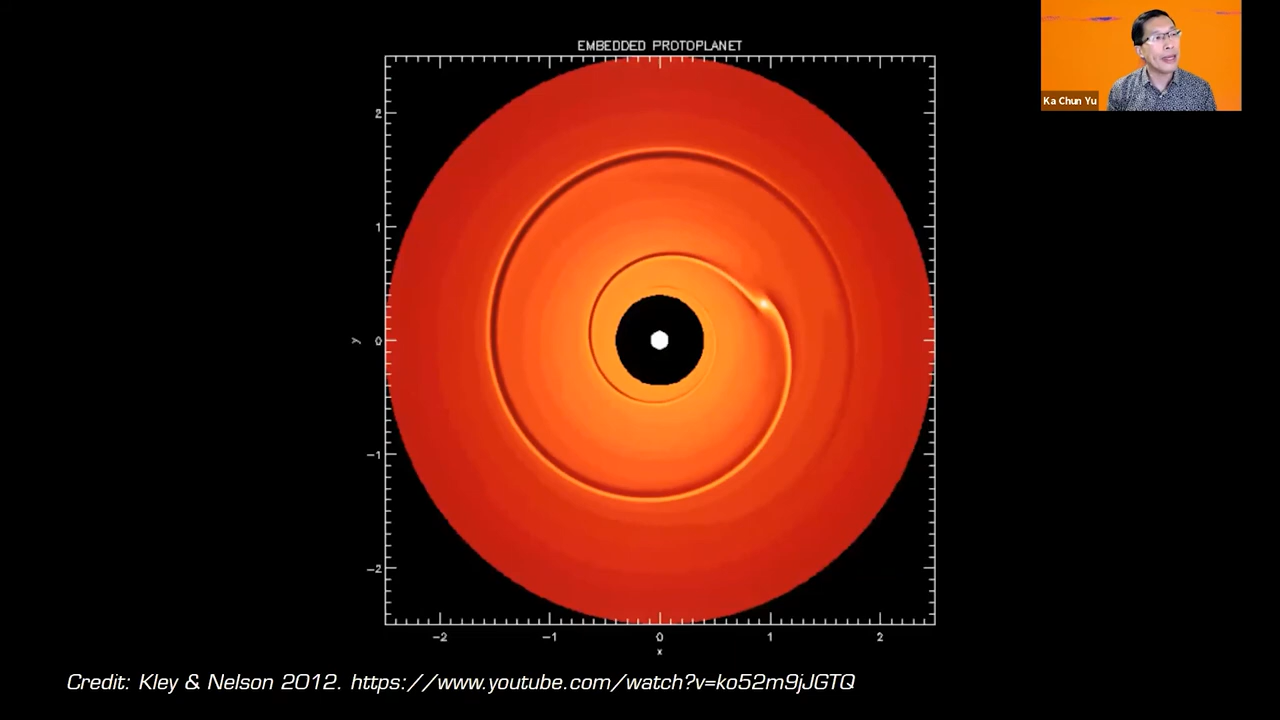 EMBEDDED PROTOPLANET
Ka Chun Yu
2
1
0
-1
-2
y
-2 -1 0 1 2
x
Credit: Kley & Nelson 2012. https://www.youtube.com/watch?v=ko52m9jJGTQ